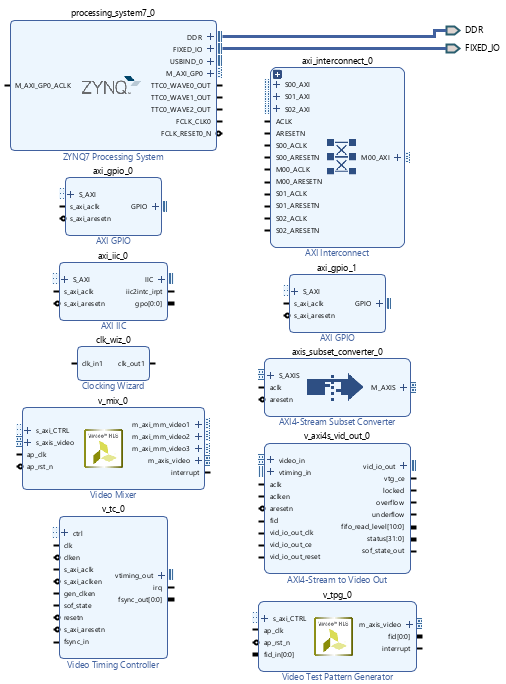 processing_system7_0
DDR
FIXED_IO
USBIND_0
M_AXI_GP0
M_AXI_GP0_ACLK
ZYNQ
TTC0_WAVE0_OUT
TTC0_WAVE1_OUT
TTC0_WAVE2_OUT
FCLK_CLK0
FCLK_RESET0_N
ZYNQ7 Processing System
DDR
FIXED_IO
axi_interconnect_0
S00_AXI
S01_AXI
S02_AXI
ACLK
ARESETN
S00_ACLK
S00_ARESETN
M00_ACLK
M00_ARESETN
S01_ACLK
S01_ARESETN
S02_ACLK
S02_ARESETN
M00_AXI
AXI Interconnect
axi_gpio_0
S_AXI
s_axi_aclk
s_axi_aresetn
GPIO
AXI GPIO
axi_iic_0
S_AXI
s_axi_aclk
s_axi_aresetn
IIC
iic2intc_irpt
gpo[0:0]
AXI IIC
axi_gpio_1
S_AXI
s_axi_aclk
s_axi_aresetn
GPIO
AXI GPIO
clk_wiz_0
clk_in1
clk_out1
Clocking Wizard
axis_subset_converter_0
S_AXIS
aclk
aresetn
M_AXIS
AXI4-Stream Subset Converter
v_mix_0
s_axi_CTRL
s_axis_video
ap_clk
ap_rst_n
m_axi_mm_video1
m_axi_mm_video2
m_axi_mm_video3
m_axis_video
interrupt
Video Mixer
v_axi4s_vid_out_0
video_in
vtiming_in
aclk
aclken
aresetn
fid
vid_io_out_clk
vid_io_out_ce
vid_io_out_reset
vid_io_out
vtg_ce
locked
overflow
underflow
fifo_read_level[10:0]
status[31:0]
sof_state_out
AXI4-Stream to Video Out
v_tc_0
ctrl
clk
clken
s_axi_aclk
s_axi_aclken
gen_clken
sof_state
resetn
s_axi_aresetn
fsync_in
vtiming_out
irq
fsync_out[0:0]
Video Timing Controller
v_tpg_0
s_axi_CTRL
ap_clk
ap_rst_n
fid_in[0:0]
m_axis_video
fid[0:0]
interrupt
Video Test Pattern Generator